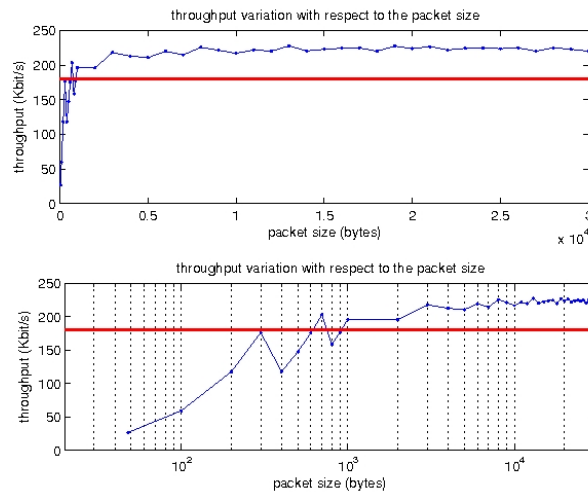 throughput variation with respect to the packet size
250
200
150
100
50
0
throughput (Kbit/s)
0 0.5 1 1.5 2 2.5
x 10^4
packet size (bytes)
throughput variation with respect to the packet size
250
200
150
100
50
0
throughput (Kbit/s)
10^2 10^3 10^4
packet size (bytes)